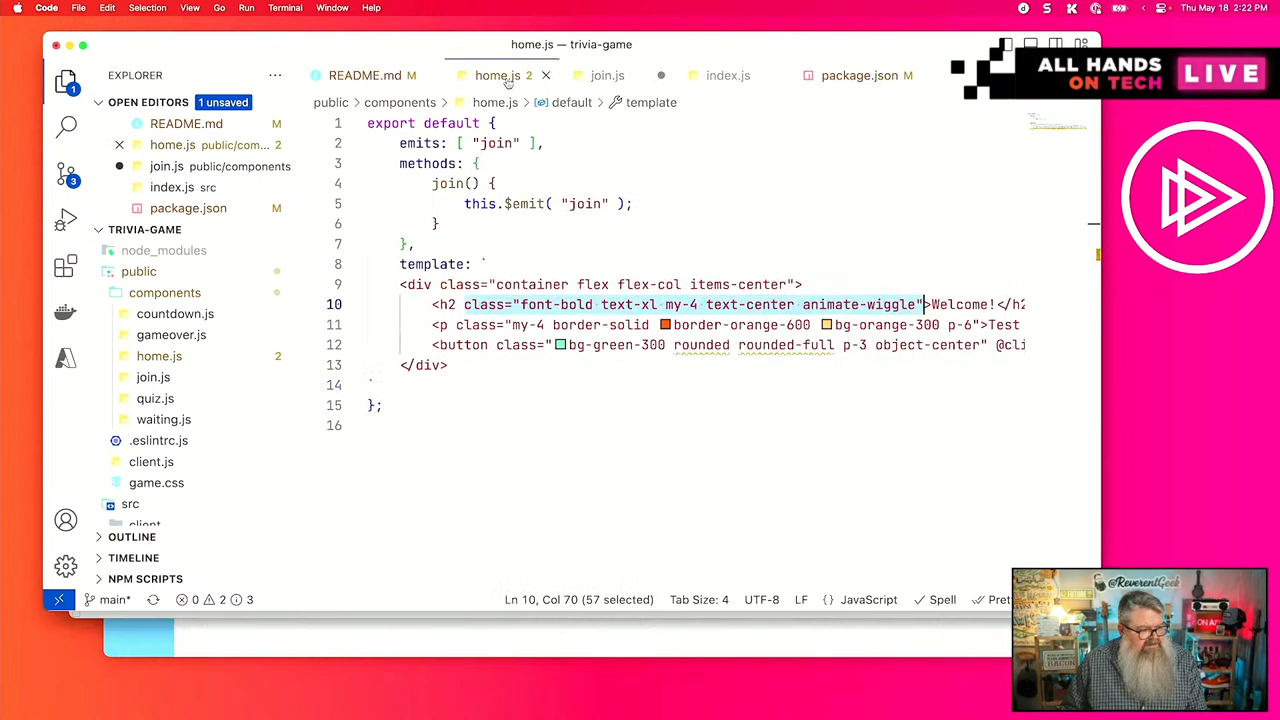 Code File Edit Selection View Go Run Terminal Window Help Thu May 18 2:22 PM
home.js — trivia-game
ALL HANDS
ON TECH
LIVE
EXPLORER
README.md M
home.js 2
join.js
index.js
package.json M
OPEN EDITORS 1 unsaved
public > components > home.js > default > template
README.md M
home.js public/com... 2
join.js public/components
index.js src
package.json M
TRIVIA-GAME
node_modules
public
components
countdown.js
gameover.js
home.js 2
join.js
quiz.js
waiting.js
.eslintrc.js
client.js
game.css
src
client
OUTLINE
TIMELINE
NPM SCRIPTS
1
3
1 export default {
2 emits: [ "join" ],
3 methods: {
4 join() {
5 this.$emit( "join" );
6 }
7 },
8 template: `
9 <div class="container flex flex-col items-center">
10 <h2 class="font-bold text-xl my-4 text-center animate-wiggle">Welcome!</h2
11 <p class="my-4 border-solid border-orange-600 bg-orange-300 p-6">Test
12 <button class="bg-green-300 rounded rounded-full p-3 object-center" @cli
13 </div>
14 `
15 };
16
main* 0 2 3 Ln 10, Col 70 (57 selected) Tab Size: 4 UTF-8 LF {} JavaScript Spell Pret
@ReverentGeek
ON AIR
BACON